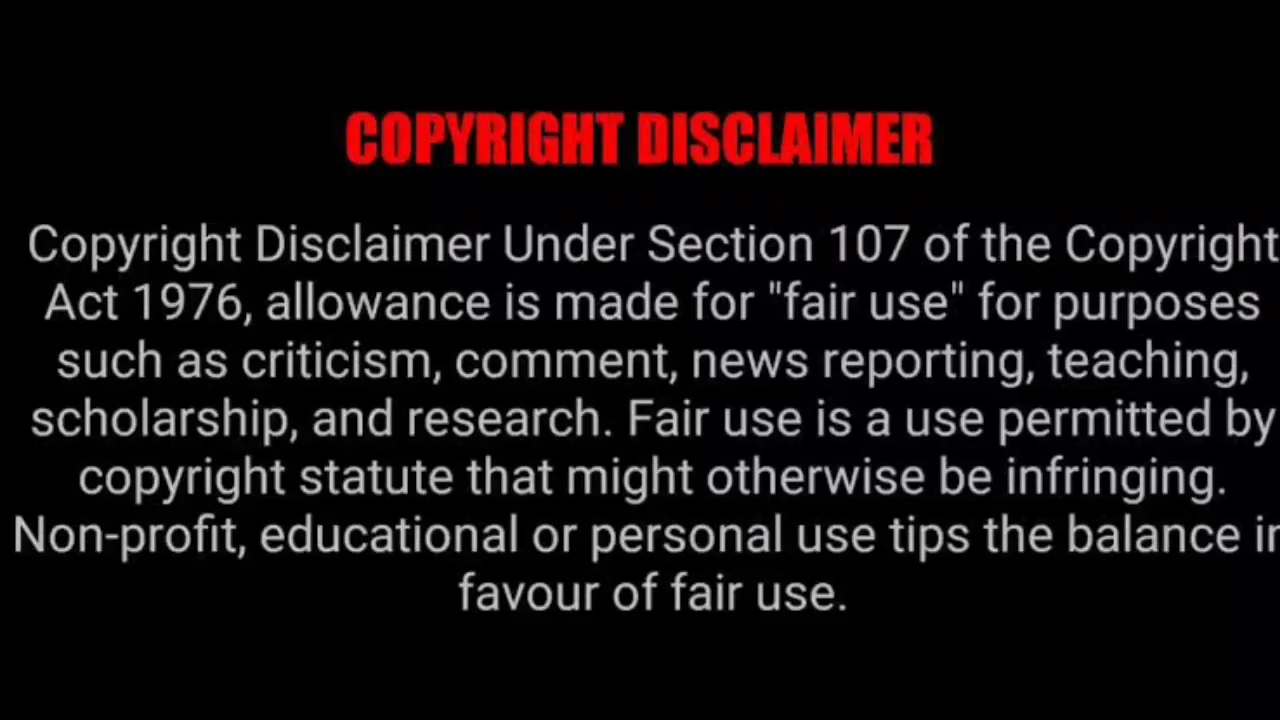 COPYRIGHT DISCLAIMER
Copyright Disclaimer Under Section 107 of the Copyright
Act 1976, allowance is made for "fair use" for purposes
such as criticism, comment, news reporting, teaching,
scholarship, and research. Fair use is a use permitted by
copyright statute that might otherwise be infringing.
Non-profit, educational or personal use tips the balance in
favour of fair use.